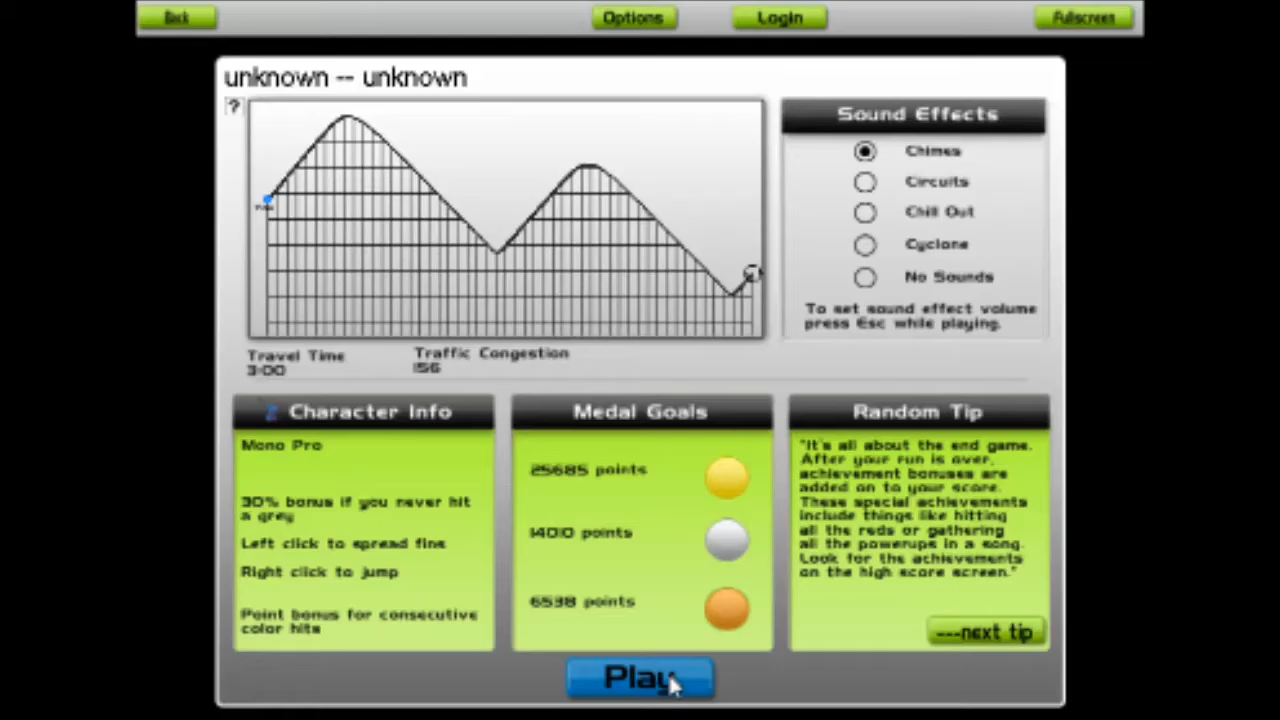 Back
Options
Login
Fullscreen
unknown -- unknown
?
Sound Effects
Chimes
Circuits
Chill Out
Cyclone
No Sounds
To set sound effect volume
press Esc while playing.
Travel Time
3:00
Traffic Congestion
156
Character Info
Mono Pro
30% bonus if you never hit
a grey
Left click to spread fins
Right click to jump
Point bonus for consecutive
color hits
Medal Goals
25685 points
14010 points
6538 points
Random Tip
"It's all about the end game.
After your run is over,
achievement bonuses are
added on to your score.
These special achievements
include things like hitting
all the reds or gathering
all the powerups in a song.
Look for the achievements
on the high score screen."
---next tip
Play